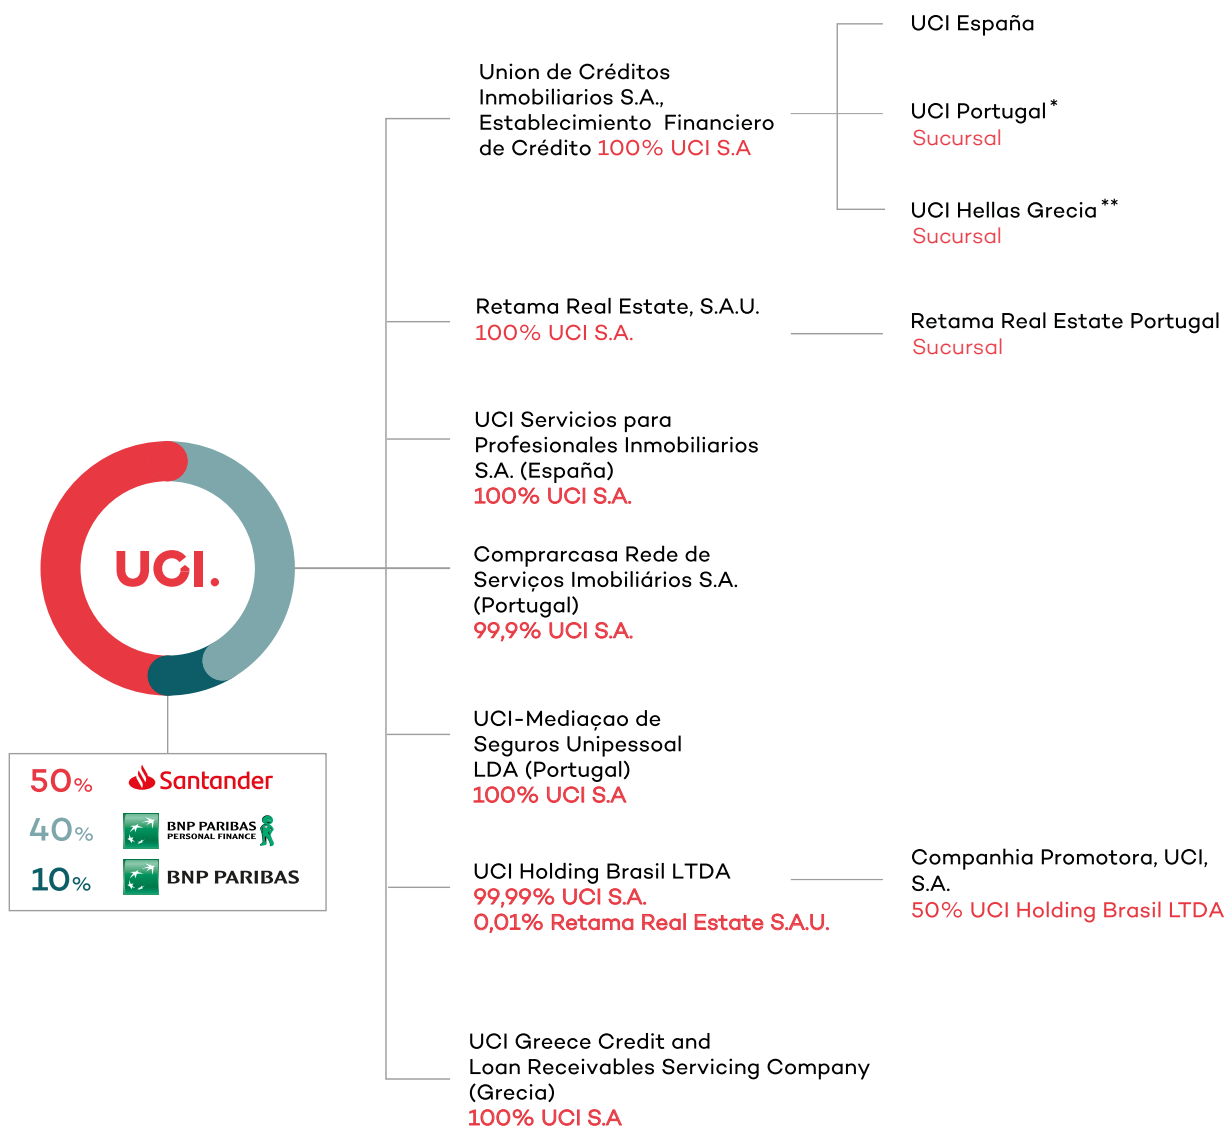 Union de Créditos
Inmobiliarios S.A.,
Establecimiento Financiero
de Crédito 100% UCI S.A
UCI España
UCI Portugal*
Sucursal
UCI Hellas Grecia**
Sucursal
Retama Real Estate, S.A.U.
100% UCI S.A.
Retama Real Estate Portugal
Sucursal
UCI Servicios para
Profesionales Inmobiliarios
S.A. (España)
100% UCI S.A.
UCI.
Comprarcasa Rede de
Serviços Imobiliários S.A.
(Portugal)
99,9% UCI S.A.
UCI-Mediaçao de
Seguros Unipessoal
LDA (Portugal)
100% UCI S.A
50% Santander
40% BNP PARIBAS
PERSONAL FINANCE
10% BNP PARIBAS
UCI Holding Brasil LTDA
99,99% UCI S.A.
0,01% Retama Real Estate S.A.U.
Companhia Promotora, UCI,
S.A.
50% UCI Holding Brasil LTDA
UCI Greece Credit and
Loan Receivables Servicing Company
(Grecia)
100% UCI S.A